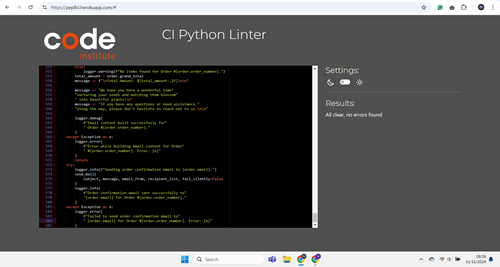 https://pep8ci.herokuapp.com/#
code
institute
CI Python Linter
Settings:
Results:
All clear, no errors found
else:
logger.warning(f"No items found for Order #{order.order_number}.")
total_amount = order.grand_total
message += f"\nTotal Amount: ${total_amount:.2f}\n\n"
message += "We hope you have a wonderful time"
"nurturing your seeds and watching them blossom"
" into beautiful plants!\n"
message += "If you have any questions or need assistance "
"along the way, please don't hesitate to reach out to us.\n\n"
logger.debug(
f"Email content built successfully for"
" Order #{order.order_number}."
)
except Exception as e:
logger.error(
f"Error while building email content for Order"
" #{order.order_number}. Error: {e}"
)
return
try:
logger.info(f"Sending order confirmation email to {order.email}.")
send_mail(
subject, message, email_from, recipient_list, fail_silently=False
)
logger.info(
f"Order confirmation email sent successfully to"
"{order.email} for Order #{order.order_number}."
)
except Exception as e:
logger.error(
f"Failed to send order confirmation email to"
" {order.email} for Order #{order.order_number}. Error: {e}"
)
Search
08:58
11/11/2024